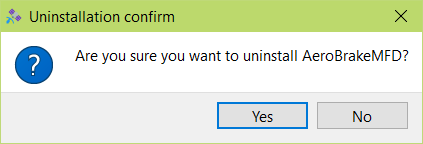 Uninstallation confirm
Are you sure you want to uninstall AeroBrakeMFD?
Yes
No